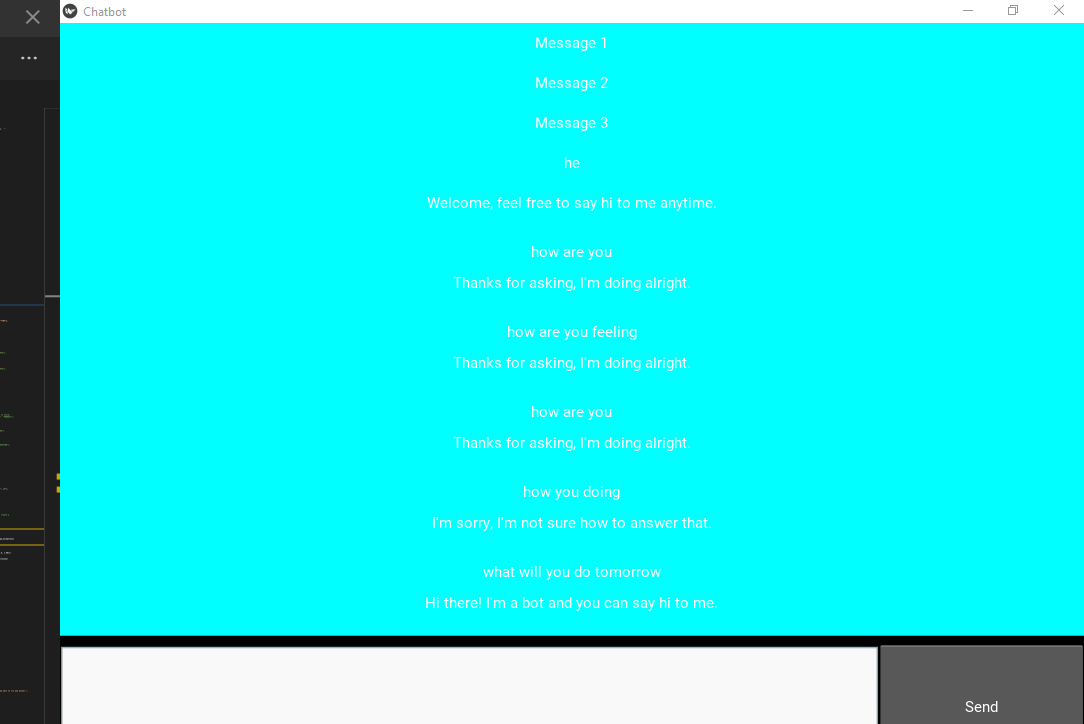 Chatbot
Message 1
Message 2
Message 3
he
Welcome, feel free to say hi to me anytime.
how are you
Thanks for asking, I'm doing alright.
how are you feeling
Thanks for asking, I'm doing alright.
how are you
Thanks for asking, I'm doing alright.
how you doing
I'm sorry, I'm not sure how to answer that.
what will you do tomorrow
Hi there! I'm a bot and you can say hi to me.
Send